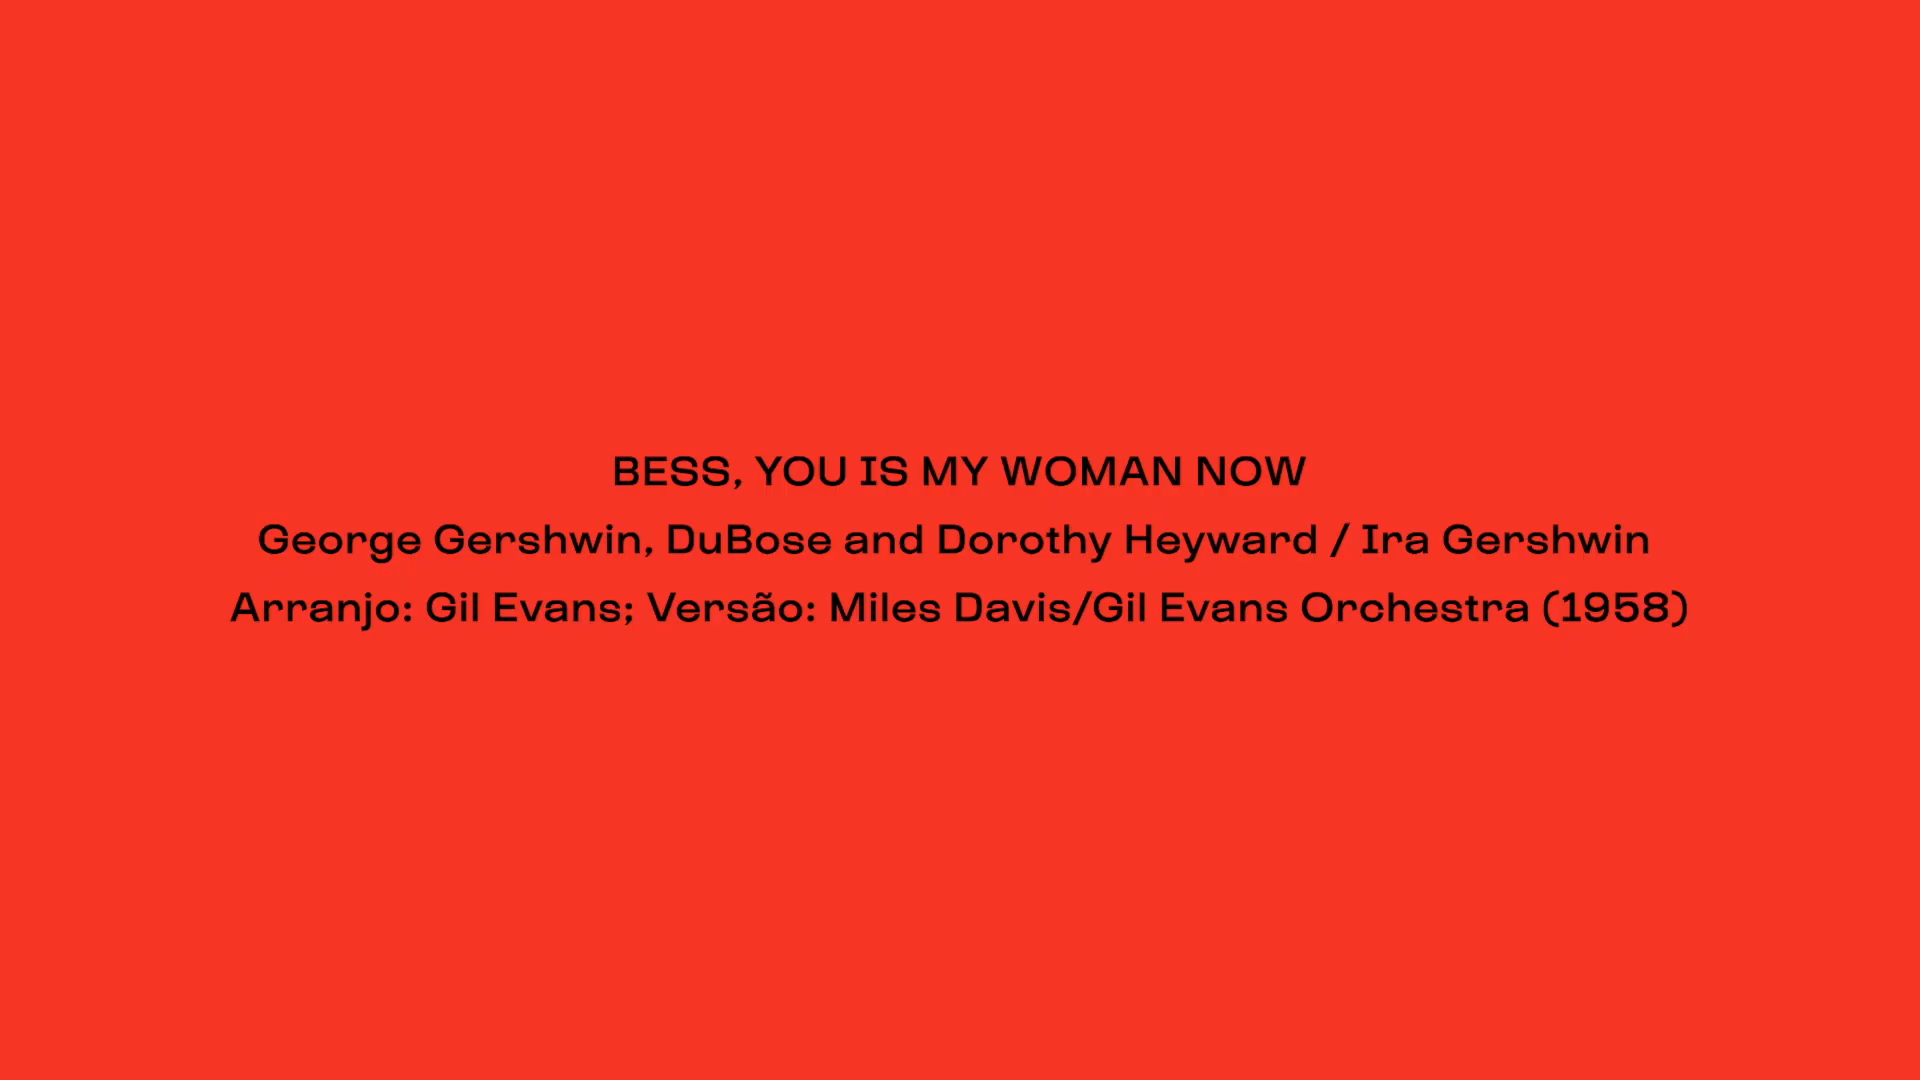 BESS, YOU IS MY WOMAN NOW
George Gershwin, DuBose and Dorothy Heyward / Ira Gershwin
Arranjo: Gil Evans; Versão: Miles Davis/Gil Evans Orchestra (1958)